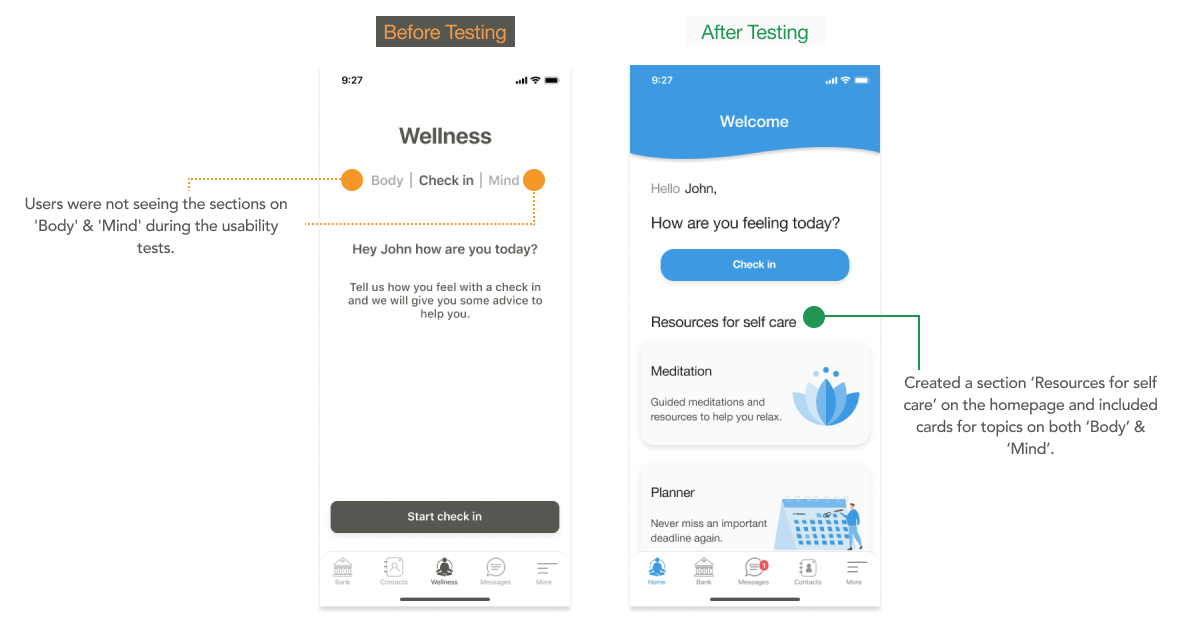 Before Testing
After Testing
9:27
Wellness
Body | Check in | Mind
Users were not seeing the sections on
'Body' & 'Mind' during the usability
tests.
Hey John how are you today?
Tell us how you feel with a check in
and we will give you some advice to
help you.
Start check in
Bank
Contacts
Wellness
Messages
More
9:27
Welcome
Hello John,
How are you feeling today?
Check in
Resources for self care
Meditation
Guided meditations and
resources to help you relax.
Planner
Never miss an important
deadline again.
Home
Bank
1
Messages
Contacts
More
Created a section ‘Resources for self
care’ on the homepage and included
cards for topics on both ‘Body’ &
‘Mind’.